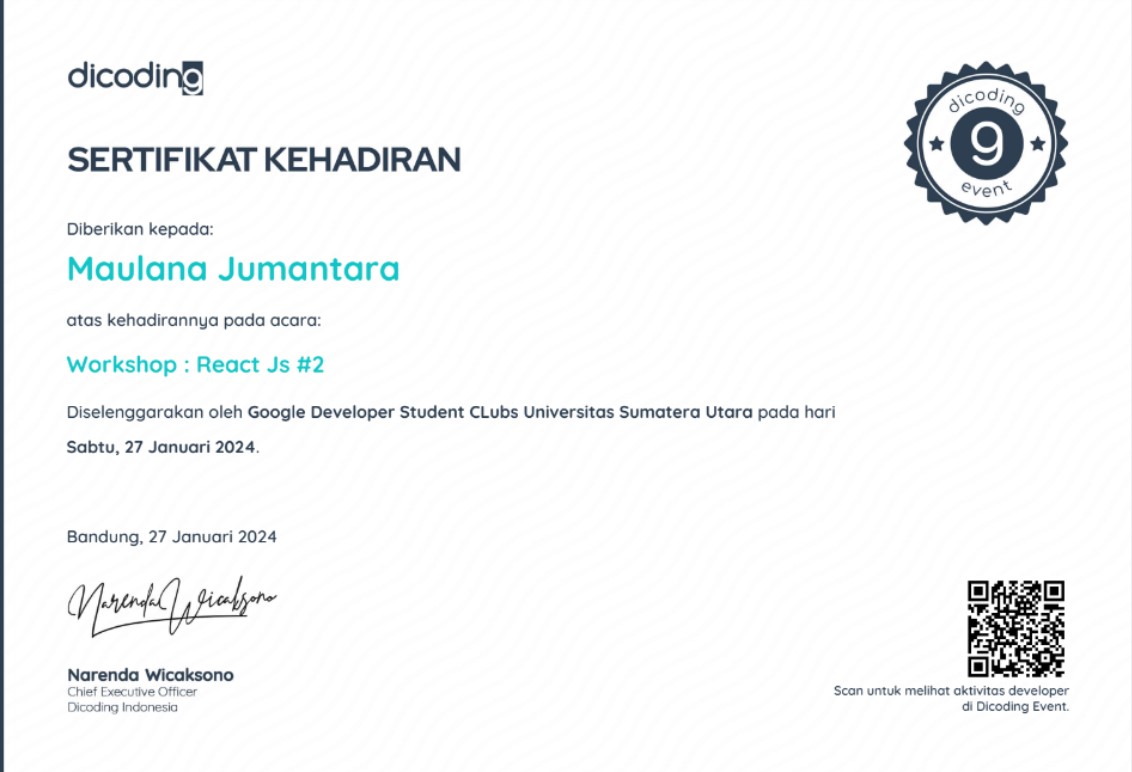 dicoding
dicoding
g
event
SERTIFIKAT KEHADIRAN
Diberikan kepada:
Maulana Jumantara
atas kehadirannya pada acara:
Workshop : React Js #2
Diselenggarakan oleh Google Developer Student CLubs Universitas Sumatera Utara pada hari
Sabtu, 27 Januari 2024.
Bandung, 27 Januari 2024
Narenda Wicaksono
Narenda Wicaksono
Chief Executive Officer
Dicoding Indonesia
Scan untuk melihat aktivitas developer
di Dicoding Event.